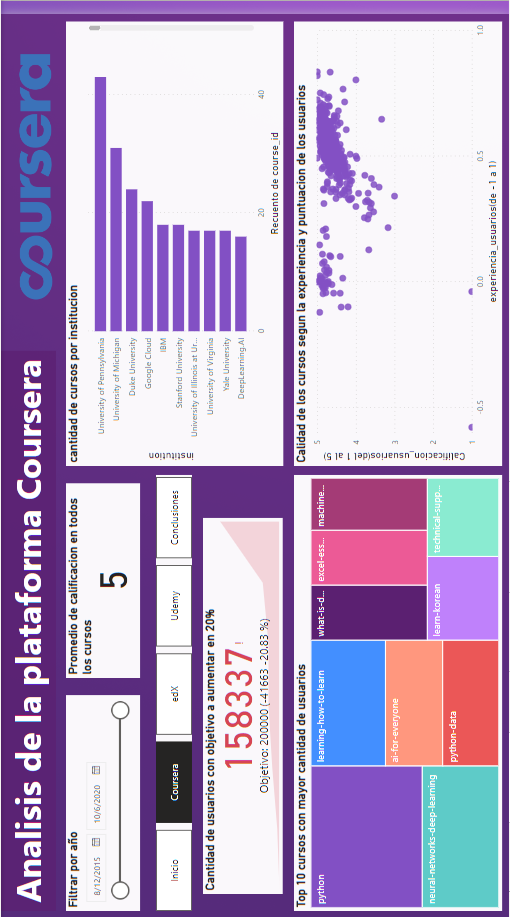 Analisis de la plataforma Coursera
coursera
Filtrar por año
8/12/2015
10/6/2020
Promedio de calificacion en todos
los cursos
5
Inicio
Coursera
edX
Udemy
Conclusiones
Cantidad de usuarios con objetivo a aumentar en 20%
158337!
Objetivo: 200000 (-41663 -20.83 %)
cantidad de cursos por institucion
institution
University of Pennsylvania
University of Michigan
Duke University
Google Cloud
IBM
Stanford University
University of Illinois at Ur...
University of Virginia
Yale University
DeepLearning.AI
0
20
40
Recuento de course_id
Top 10 cursos con mayor cantidad de usuarios
python
neural-networks-deep-learning
learning-how-to-learn
ai-for-everyone
python-data
what-is-d...
excel-ess...
machine...
learn-korean
technical-supp...
Calidad de los cursos segun la experiencia y puntuacion de los usuarios
Calificacion_usuarios(del 1 al 5)
5
4
3
2
1
-0.5
0.0
0.5
1.0
experiencia_usuarios(de -1 a 1)